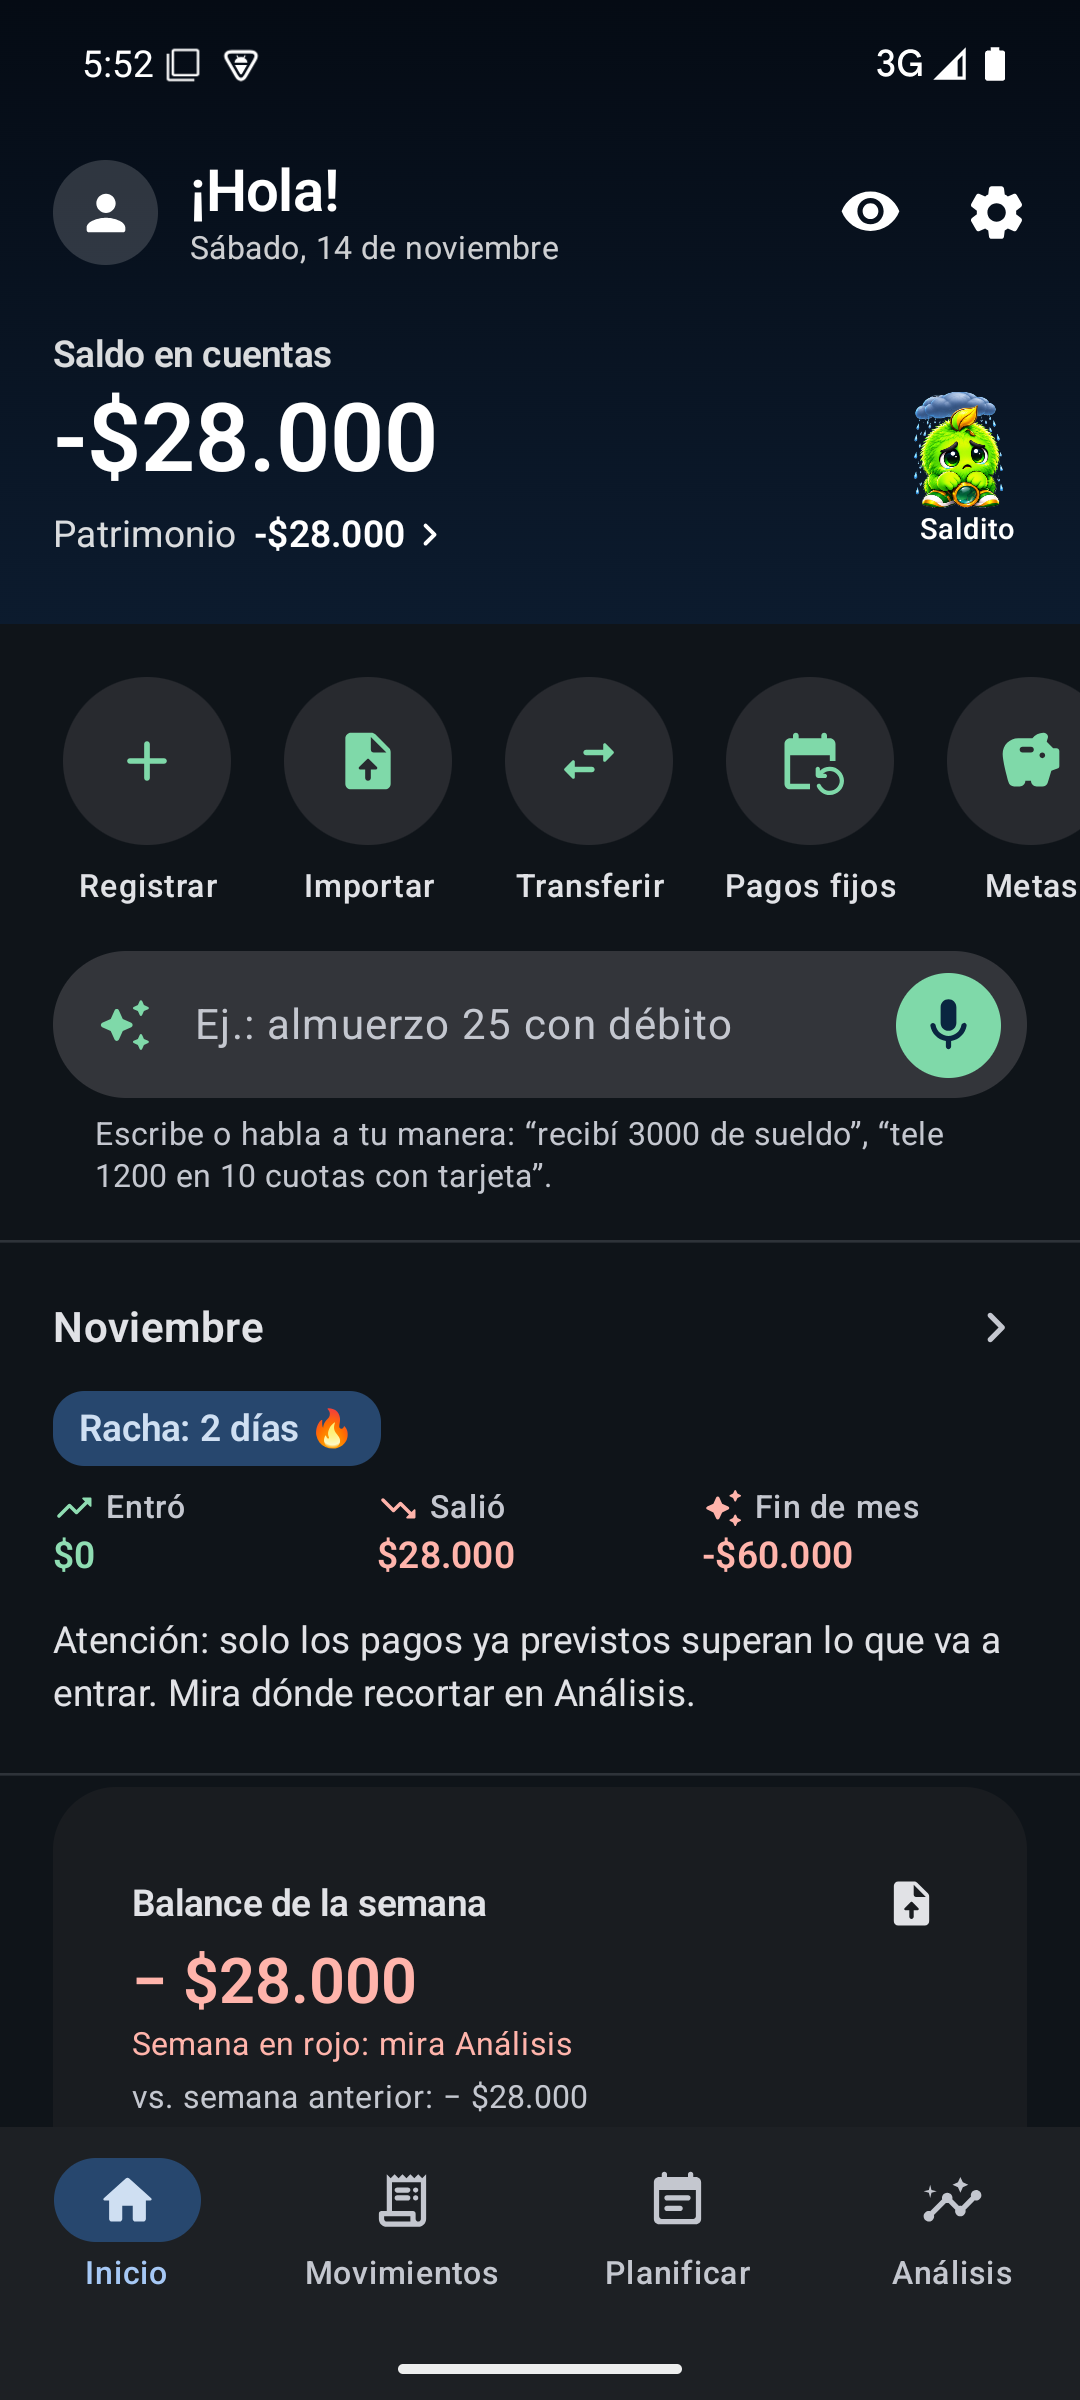 5:52
3G
¡Hola!
Sábado, 14 de noviembre
Saldo en cuentas
-$28.000
Patrimonio -$28.000
Saldito
Registrar
Importar
Transferir
Pagos fijos
Metas
Ej.: almuerzo 25 con débito
Escribe o habla a tu manera: “recibí 3000 de sueldo”, “tele
1200 en 10 cuotas con tarjeta”.
Noviembre
Racha: 2 días 🔥
Entró
$0
Salió
$28.000
Fin de mes
-$60.000
Atención: solo los pagos ya previstos superan lo que va a
entrar. Mira dónde recortar en Análisis.
Balance de la semana
− $28.000
Semana en rojo: mira Análisis
vs. semana anterior: − $28.000
Inicio
Movimientos
Planificar
Análisis